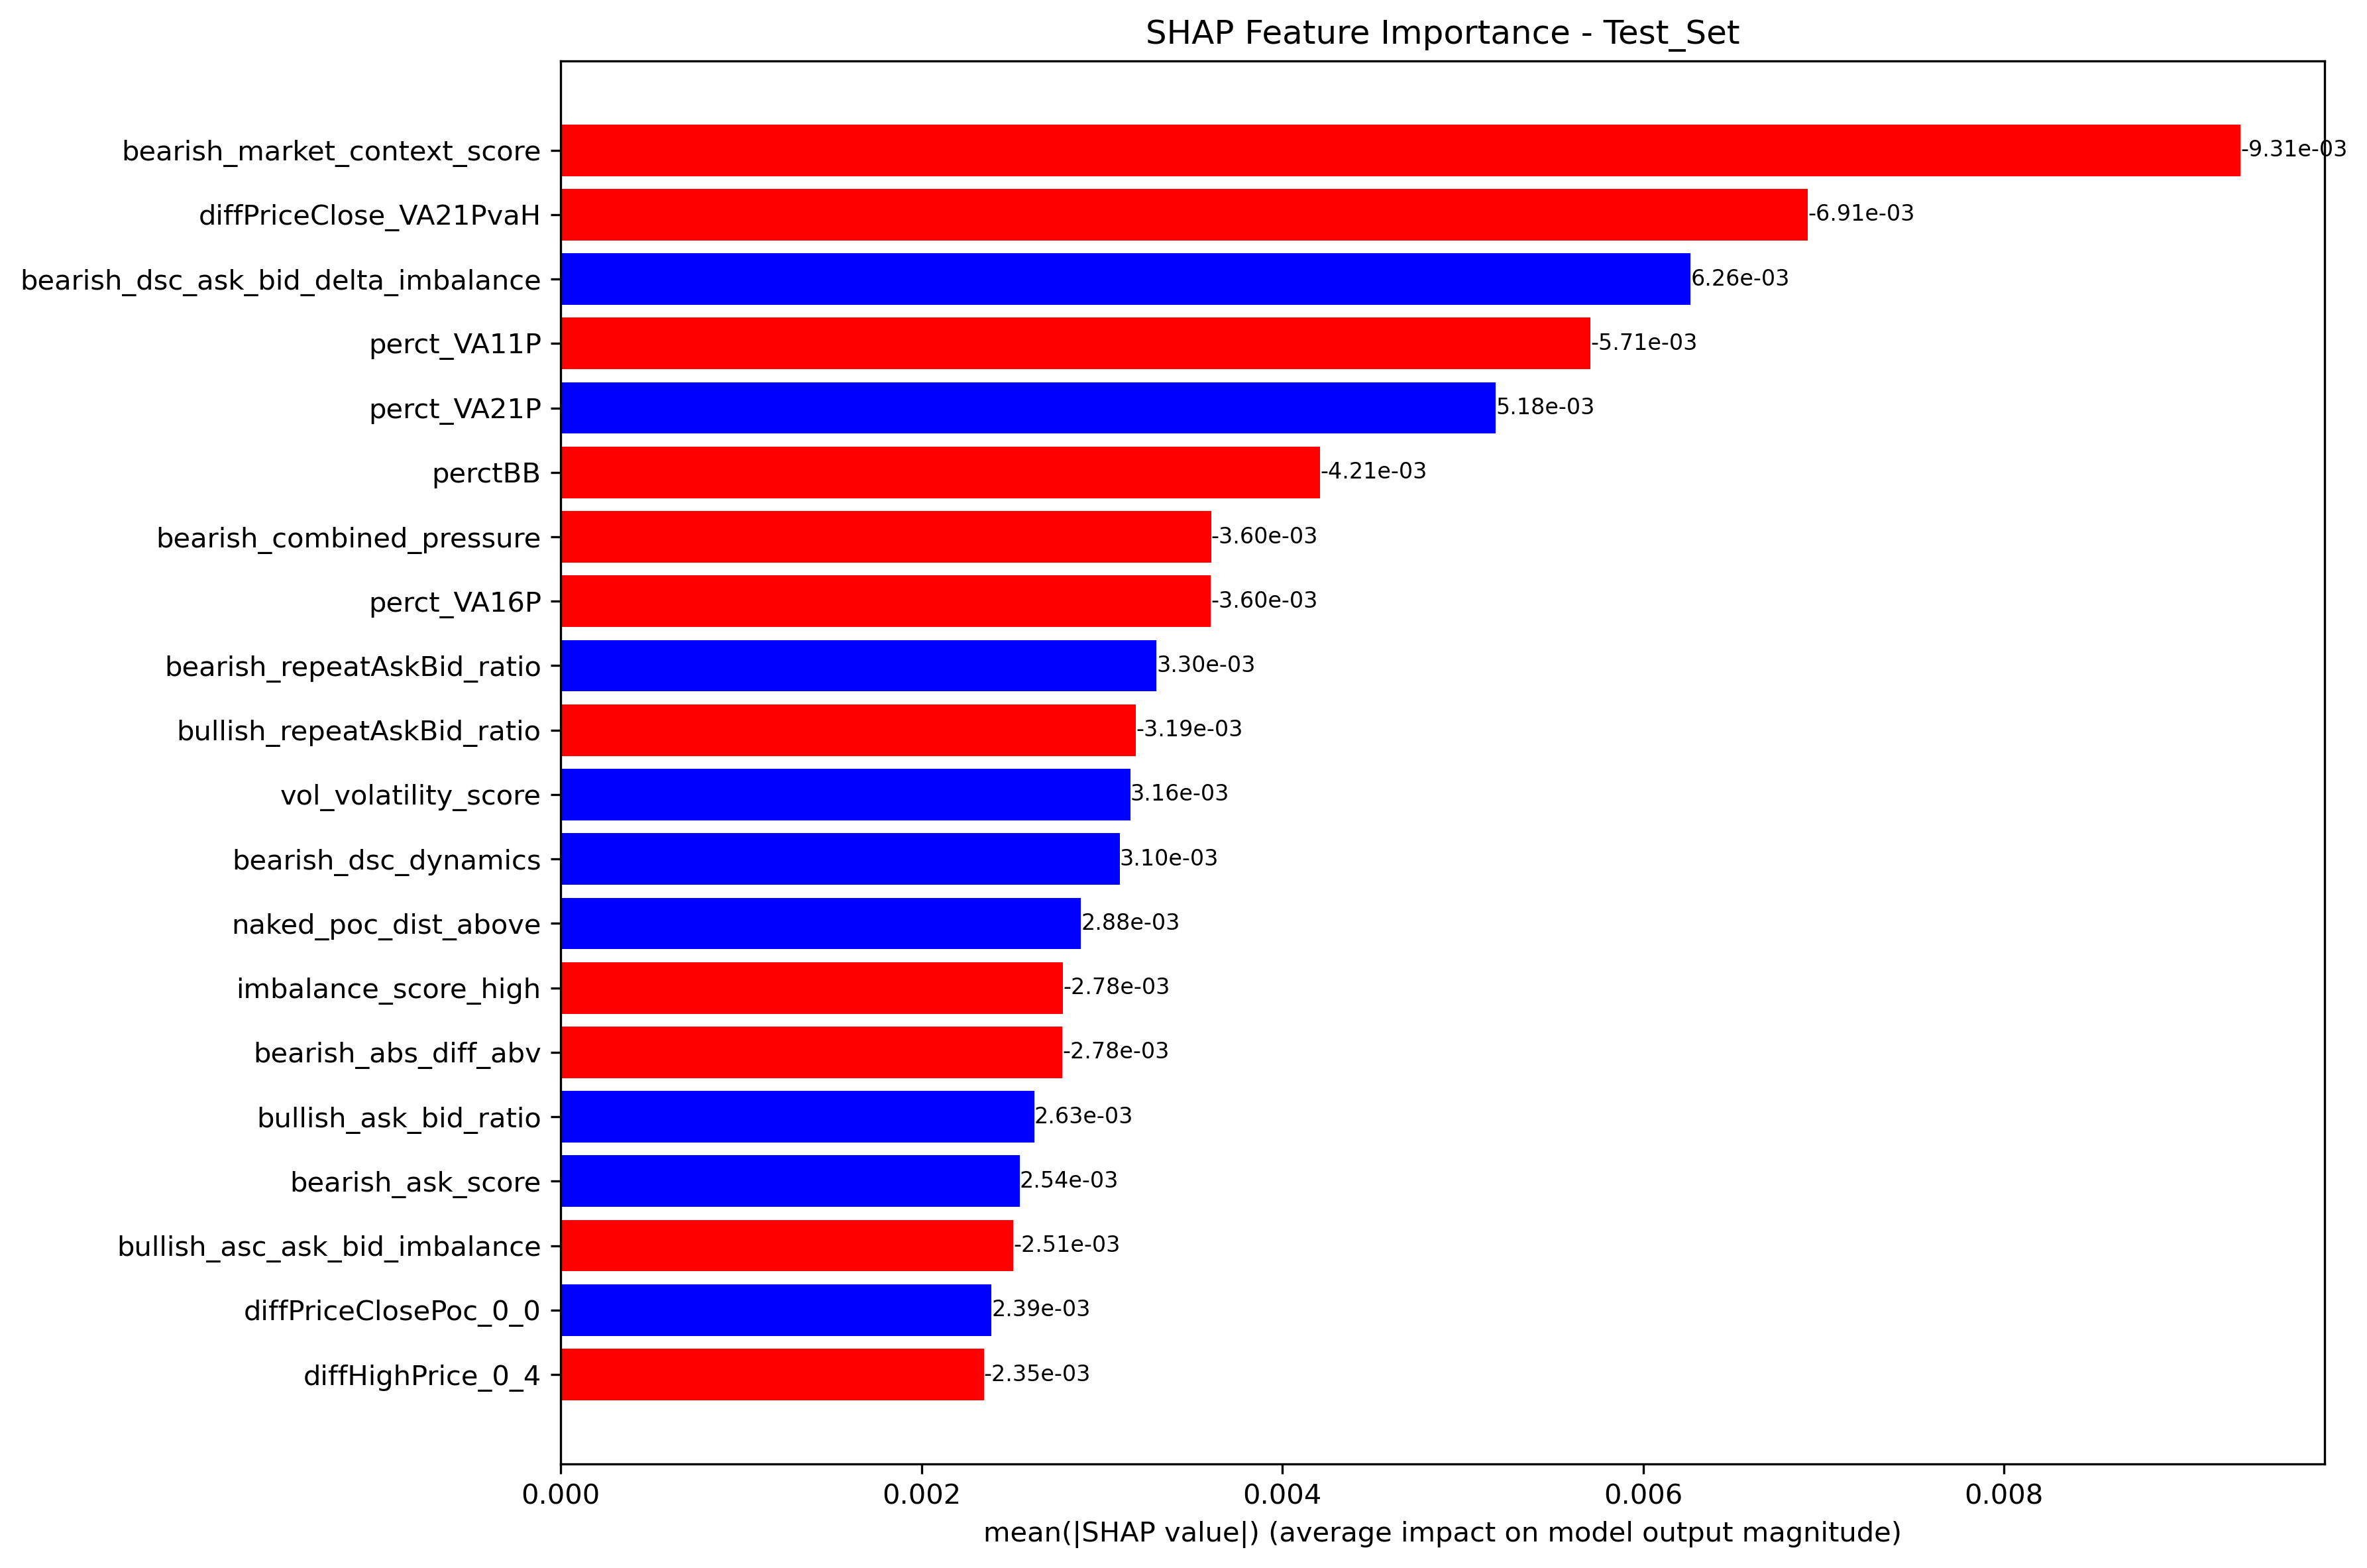 SHAP Feature Importance - Test_Set
bearish_market_context_score -9.31e-03
diffPriceClose_VA21PvaH -6.91e-03
bearish_dsc_ask_bid_delta_imbalance 6.26e-03
perct_VA11P -5.71e-03
perct_VA21P 5.18e-03
perctBB -4.21e-03
bearish_combined_pressure -3.60e-03
perct_VA16P -3.60e-03
bearish_repeatAskBid_ratio 3.30e-03
bullish_repeatAskBid_ratio -3.19e-03
vol_volatility_score 3.16e-03
bearish_dsc_dynamics 3.10e-03
naked_poc_dist_above 2.88e-03
imbalance_score_high -2.78e-03
bearish_abs_diff_abv -2.78e-03
bullish_ask_bid_ratio 2.63e-03
bearish_ask_score 2.54e-03
bullish_asc_ask_bid_imbalance -2.51e-03
diffPriceClosePoc_0_0 2.39e-03
diffHighPrice_0_4 -2.35e-03
0.000 0.002 0.004 0.006 0.008
mean(|SHAP value|) (average impact on model output magnitude)